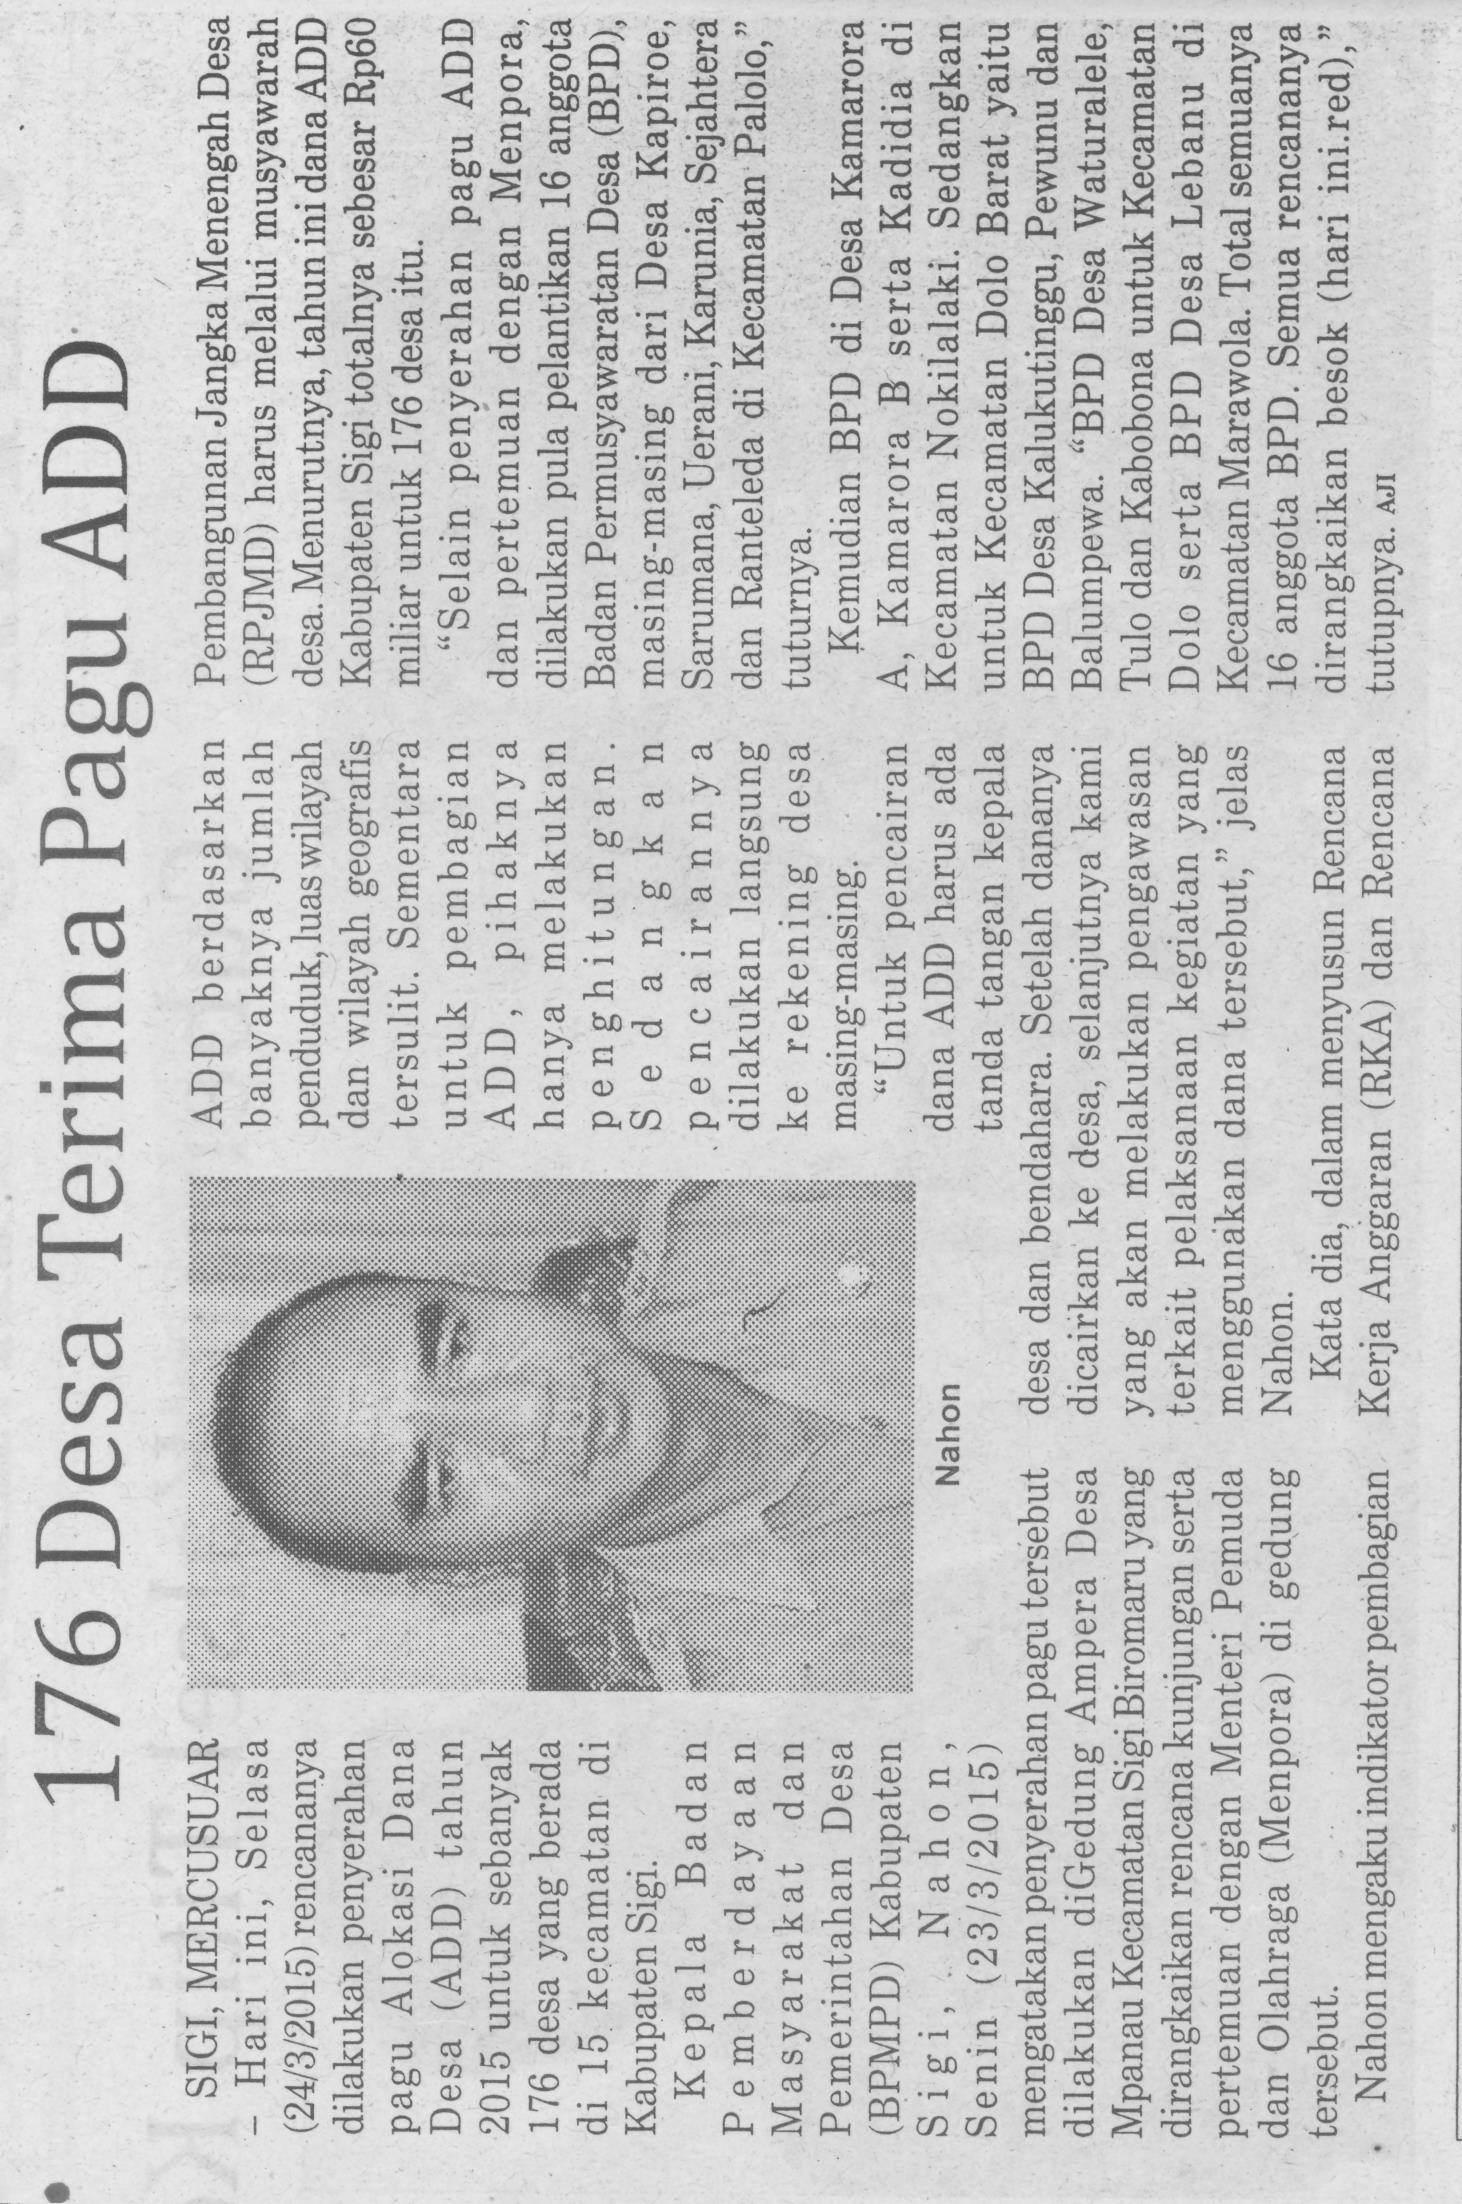 176 Desa Terima Pagu ADD
SIGI, MERCUSUAR
– Hari ini, Selasa
(24/3/2015) rencananya
dilakukan penyerahan
pagu Alokasi Dana
Desa (ADD) tahun
2015 untuk sebanyak
176 desa yang berada
di 15 kecamatan di
Kabupaten Sigi.
Kepala Badan
Pemberdayaan
Masyarakat dan
Pemerintahan Desa
(BPMPD) Kabupaten
Sigi, Nahon,
Senin (23/3/2015)
mengatakan penyerahan pagu tersebut
dilakukan diGedung Ampera Desa
Mpanau Kecamatan Sigi Biromaru yang
dirangkaikan rencana kunjungan serta
pertemuan dengan Menteri Pemuda
dan Olahraga (Menpora) di gedung
tersebut.
Nahon mengaku indikator pembagian
Nahon
ADD berdasarkan
banyaknya jumlah
penduduk, luas wilayah
dan wilayah geografis
tersulit. Sementara
untuk pembagian
ADD, pihaknya
hanya melakukan
penghitungan.
Sedangkan
pencairannya
dilakukan langsung
ke rekening desa
masing-masing.
“Untuk pencairan
dana ADD harus ada
tanda tangan kepala
desa dan bendahara. Setelah dananya
dicairkan ke desa, selanjutnya kami
yang akan melakukan pengawasan
terkait pelaksanaan kegiatan yang
menggunakan dana tersebut,” jelas
Nahon.
Kata dia, dalam menyusun Rencana
Kerja Anggaran (RKA) dan Rencana
Pembangunan Jangka Menengah Desa
(RPJMD) harus melalui musyawarah
desa. Menurutnya, tahun ini dana ADD
Kabupaten Sigi totalnya sebesar Rp60
miliar untuk 176 desa itu.
“Selain penyerahan pagu ADD
dan pertemuan dengan Menpora,
dilakukan pula pelantikan 16 anggota
Badan Permusyawaratan Desa (BPD),
masing-masing dari Desa Kapiroe,
Sarumana, Uerani, Karunia, Sejahtera
dan Ranteleda di Kecamatan Palolo,”
tuturnya.
Kemudian BPD di Desa Kamarora
A, Kamarora B serta Kadidia di
Kecamatan Nokilalaki. Sedangkan
untuk Kecamatan Dolo Barat yaitu
BPD Desa Kalukutinggu, Pewunu dan
Balumpewa. “BPD Desa Waturalele,
Tulo dan Kabobona untuk Kecamatan
Dolo serta BPD Desa Lebanu di
Kecamatan Marawola. Total semuanya
16 anggota BPD. Semua rencananya
dirangkaikan besok (hari ini.red),”
tutupnya. AJI